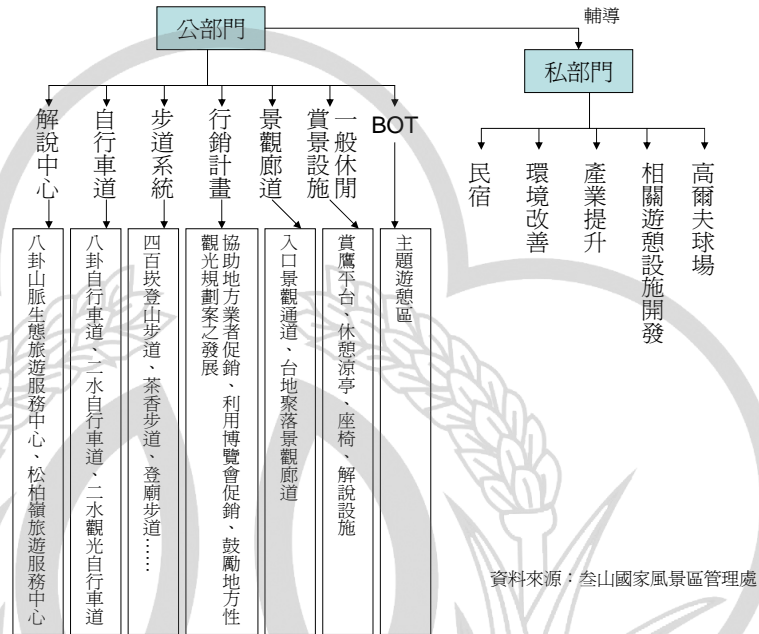 公部門
輔導
私部門
解說中心
自行車道
步道系統
行銷計畫
景觀廊道
一般休閒
賞景設施
BOT
民宿
環境改善
產業提升
相關遊憩設施開發
高爾夫球場
八卦山脈生態旅遊服務中心、松柏嶺旅遊服務中心
八卦自行車道、二水自行車道、二水觀光自行車道
四百崁登山步道、茶香步道、登廟步道……
協助地方業者促銷、利用博覽會促銷、鼓勵地方性
觀光規劃案之發展
入口景觀通道、台地聚落景觀廊道
賞鷹平台、休憩涼亭、座椅、解說設施
主題遊憩區
資料來源：叁山國家風景區管理處